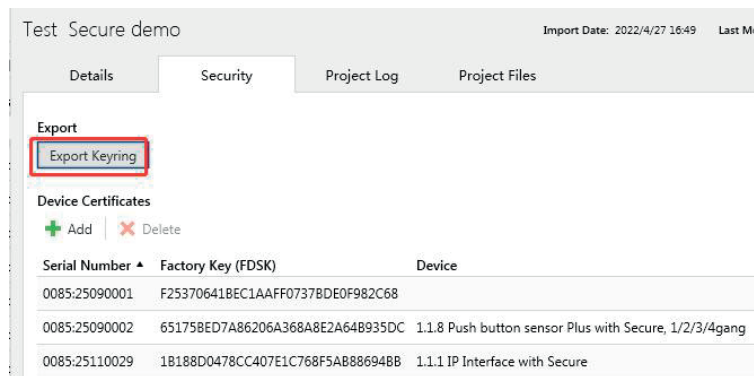 Test Secure demo Import Date: 2022/4/27 16:49 Last M
Details Security Project Log Project Files
Export
Export Keyring
Device Certificates
Add Delete
Serial Number Factory Key (FDSK) Device
0085:25090001 F25370641BEC1AAFF0737BDE0F982C68
0085:25090002 65175BED7A86206A368A8E2A64B935DC 1.1.8 Push button sensor Plus with Secure, 1/2/3/4gang
0085:25110029 1B188D0478CC407E1C768F5AB88694BB 1.1.1 IP Interface with Secure